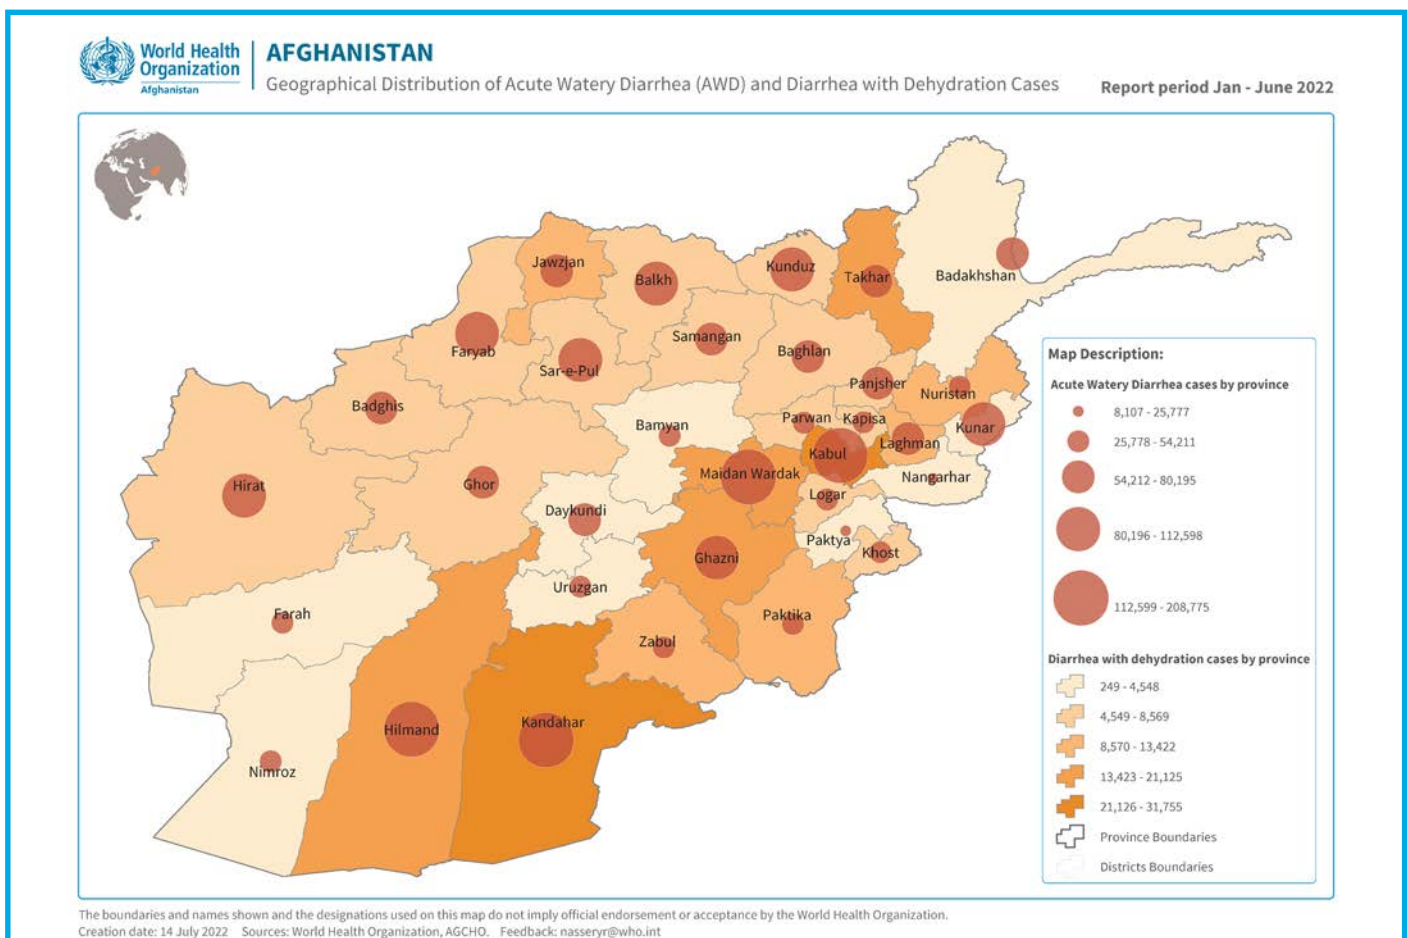 World Health
Organization
Afghanistan
AFGHANISTAN
Geographical Distribution of Acute Watery Diarrhea (AWD) and Diarrhea with Dehydration Cases
Report period Jan - June 2022
Jawzjan
Balkh
Kunduz
Takhar
Badakhshan
Faryab
Sar-e-Pul
Samangan
Baghlan
Panjsher
Nuristan
Badghis
Bamyan
Parwan
Kapisa
Kunar
Laghman
Kabul
Maidan Wardak
Nangarhar
Hirat
Ghor
Logar
Daykundi
Paktya
Khost
Ghazni
Uruzgan
Farah
Paktika
Zabul
Hilmand
Kandahar
Nimroz
Map Description:
Acute Watery Diarrhea cases by province
8,107 - 25,777
25,778 - 54,211
54,212 - 80,195
80,196 - 112,598
112,599 - 208,775
Diarrhea with dehydration cases by province
249 - 4,548
4,549 - 8,569
8,570 - 13,422
13,423 - 21,125
21,126 - 31,755
Province Boundaries
Districts Boundaries
The boundaries and names shown and the designations used on this map do not imply official endorsement or acceptance by the World Health Organization.
Creation date: 14 July 2022 Sources: World Health Organization, AGCHO. Feedback: nasseryr@who.int